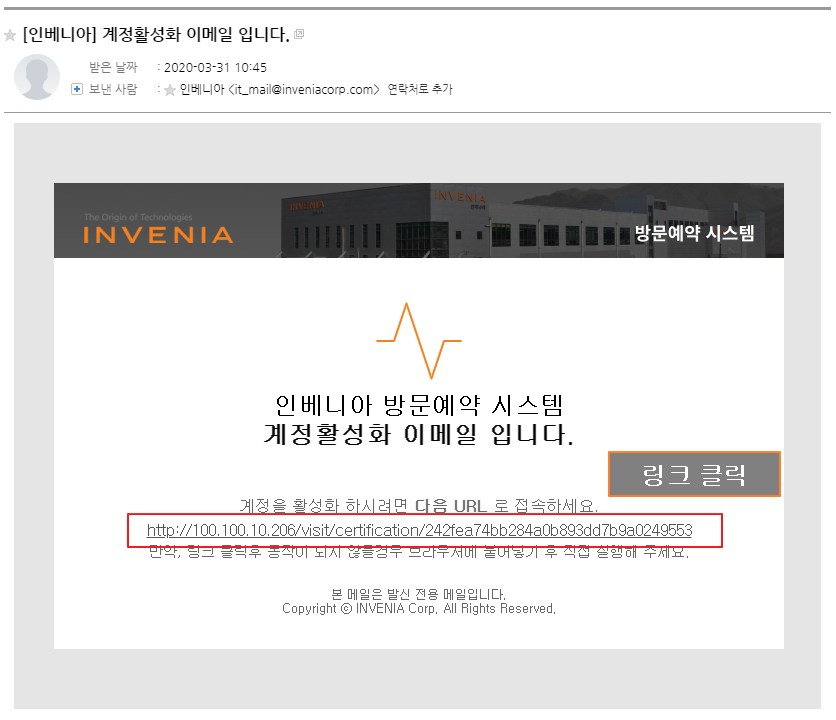 [인베니아] 계정활성화 이메일 입니다.
받은 날짜 : 2020-03-31 10:45
보낸 사람 : 인베니아 <it_mail@inveniacorp.com> 연락처로 추가
The Origin of Technologies
INVENIA
INVENIA
INVENIA
방문예약 시스템
인베니아 방문예약 시스템
계정활성화 이메일 입니다.
링크 클릭
계정을 활성화 하시려면 다음 URL 로 접속하세요.
http://100.100.10.206/visit/certification/242fea74bb284a0b893dd7b9a0249553
만약, 링크 클릭후 동작이 되지 않을경우 브라우저에 붙여넣기 후 직접 실행해 주세요.
본 메일은 발신 전용 메일입니다.
Copyright ⓒ INVENIA Corp. All Rights Reserved.